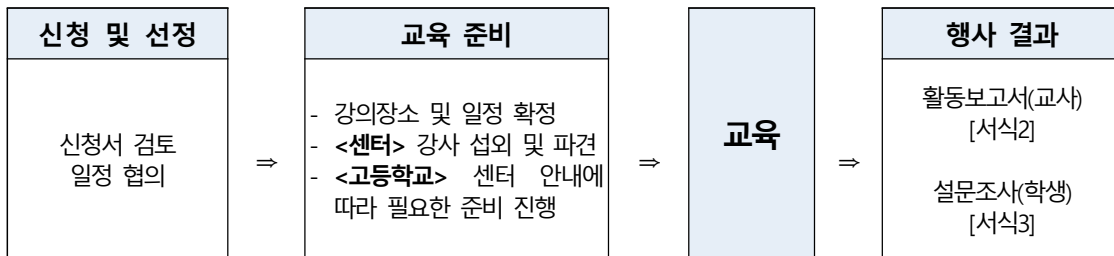 신청 및 선정
신청서 검토
일정 협의
⇒
교육 준비
- 강의장소 및 일정 확정
- <센터> 강사 섭외 및 파견
- <고등학교> 센터 안내에
따라 필요한 준비 진행
⇒
교육
⇒
행사 결과
활동보고서(교사)
[서식2]
설문조사(학생)
[서식3]